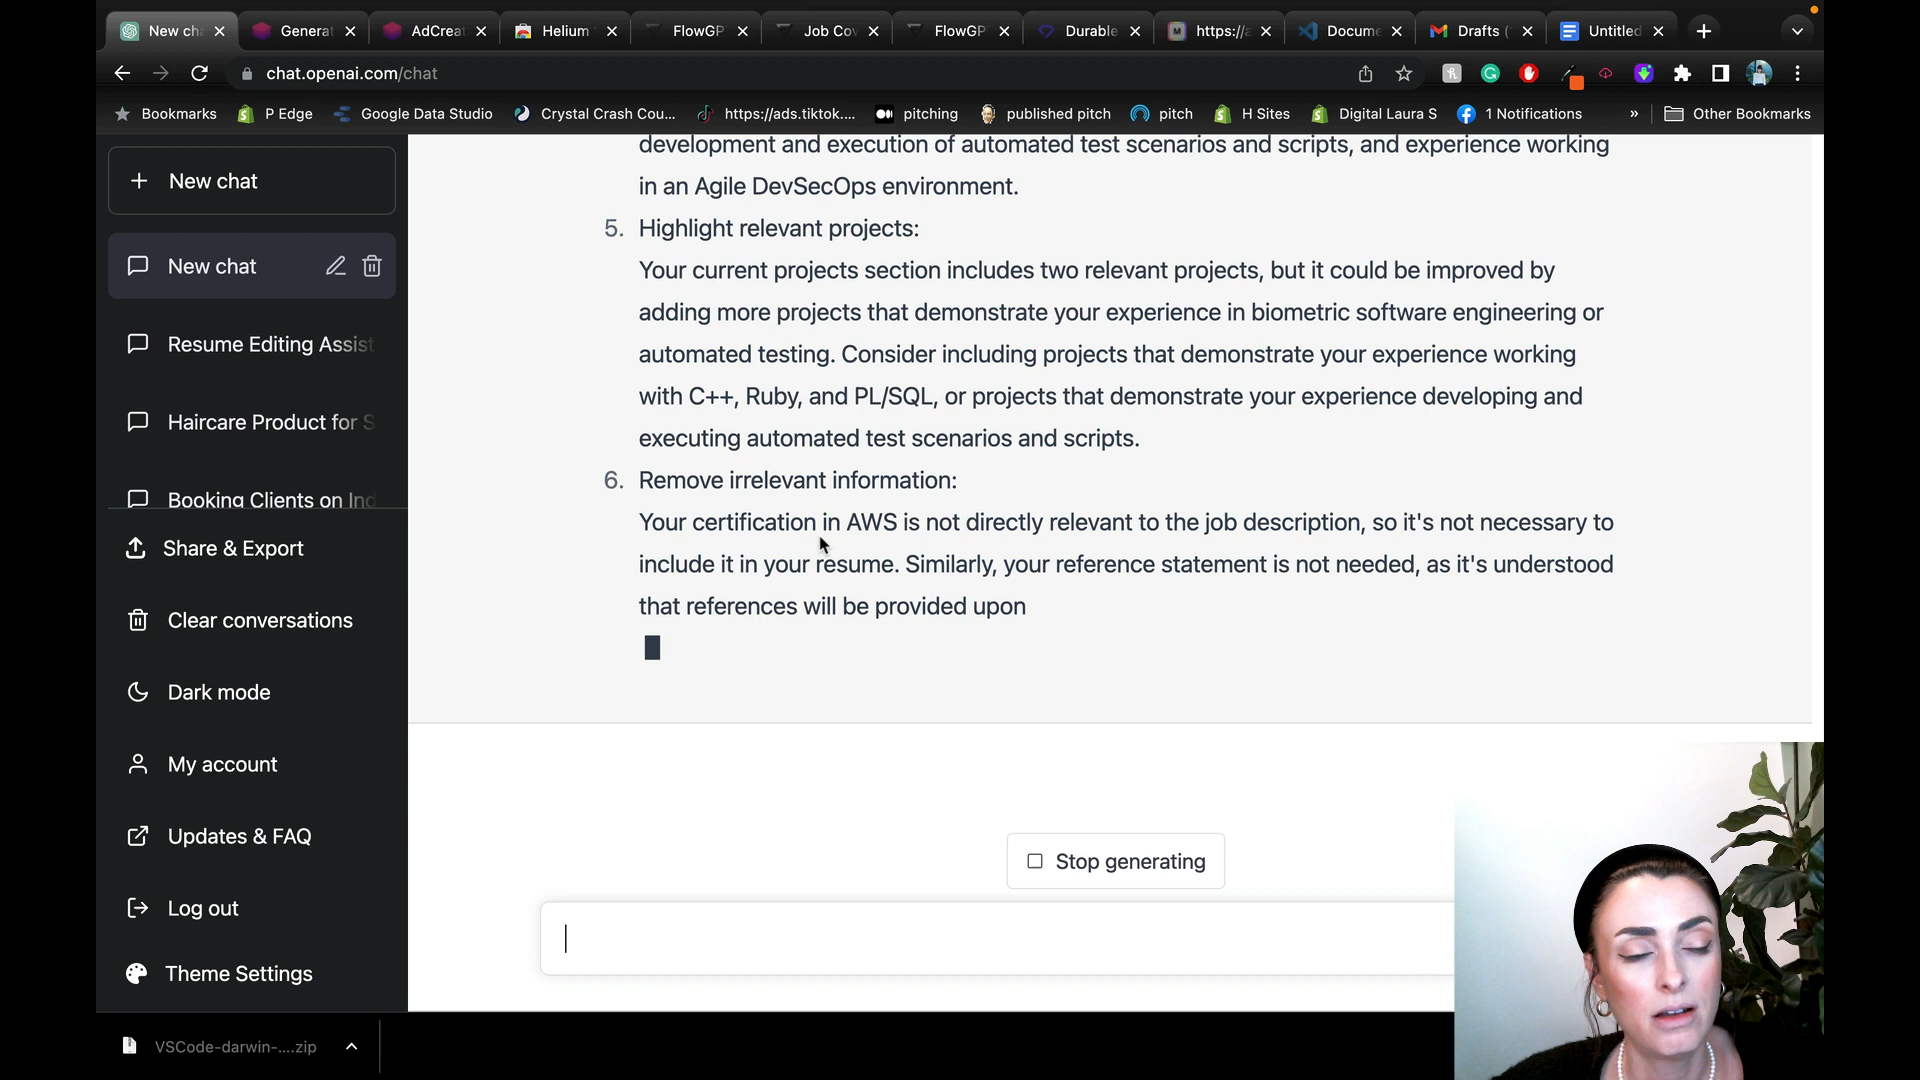 New cha
Generat
AdCreat
Helium
FlowGP
Job Cov
FlowGP
Durable
https://a
Docume
Drafts (
Untitled
chat.openai.com/chat
Bookmarks
P Edge
Google Data Studio
Crystal Crash Cou...
https://ads.tiktok....
pitching
published pitch
pitch
H Sites
Digital Laura S
1 Notifications
»
Other Bookmarks
New chat
New chat
Resume Editing Assist
Haircare Product for S
Booking Clients on Ind
Share & Export
Clear conversations
Dark mode
My account
Updates & FAQ
Log out
Theme Settings
development and execution of automated test scenarios and scripts, and experience working
in an Agile DevSecOps environment.
5. Highlight relevant projects:
Your current projects section includes two relevant projects, but it could be improved by
adding more projects that demonstrate your experience in biometric software engineering or
automated testing. Consider including projects that demonstrate your experience working
with C++, Ruby, and PL/SQL, or projects that demonstrate your experience developing and
executing automated test scenarios and scripts.
6. Remove irrelevant information:
Your certification in AWS is not directly relevant to the job description, so it's not necessary to
include it in your resume. Similarly, your reference statement is not needed, as it's understood
that references will be provided upon
Stop generating
VSCode-darwin-....zip